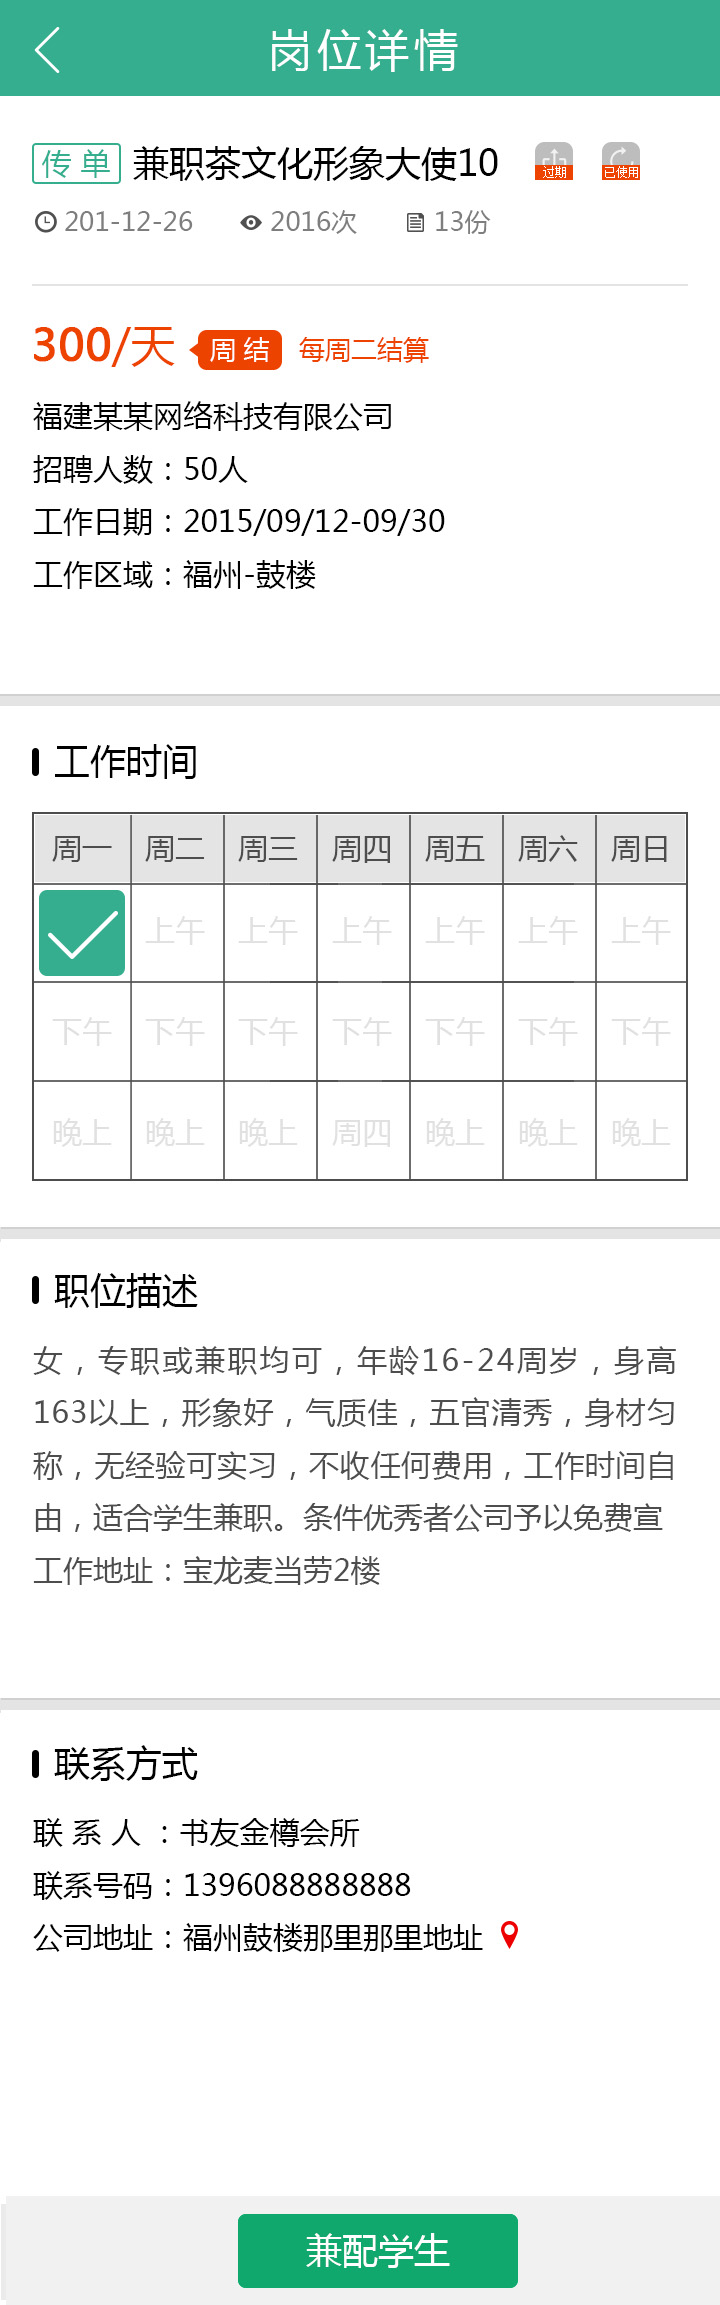 岗位详情
传单 兼职茶文化形象大使10 过期 已使用
201-12-26 2016次 13份
300/天 周结 每周二结算
福建某某网络科技有限公司
招聘人数：50人
工作日期：2015/09/12-09/30
工作区域：福州-鼓楼
工作时间
周一 周二 周三 周四 周五 周六 周日
上午 上午 上午 上午 上午 上午
下午 下午 下午 下午 下午 下午 下午
晚上 晚上 晚上 周四 晚上 晚上 晚上
职位描述
女，专职或兼职均可，年龄16-24周岁，身高
163以上，形象好，气质佳，五官清秀，身材匀
称，无经验可实习，不收任何费用，工作时间自
由，适合学生兼职。条件优秀者公司予以免费宣
工作地址：宝龙麦当劳2楼
联系方式
联 系 人 ：书友金樽会所
联系号码：1396088888888
公司地址：福州鼓楼那里那里地址
兼配学生